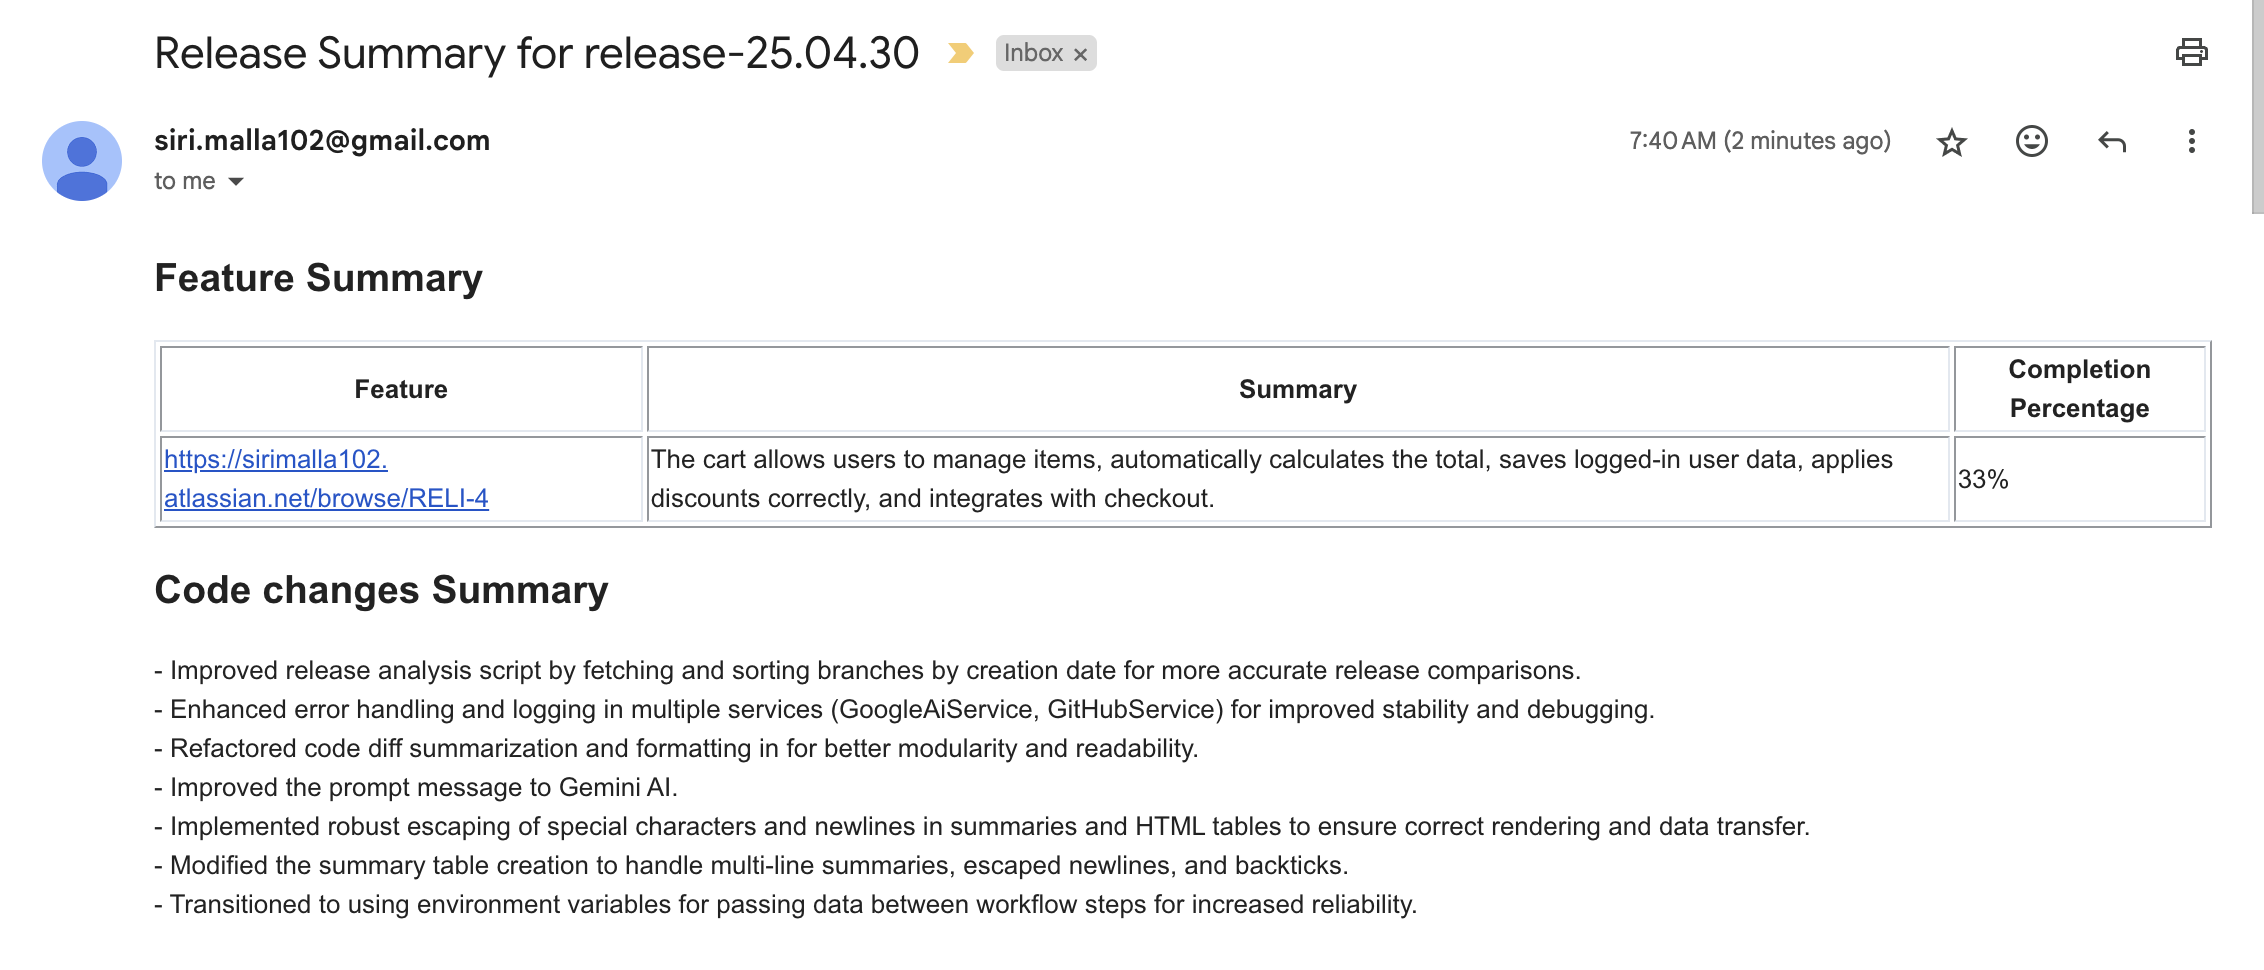 Release Summary for release-25.04.30 Inbox ×
siri.malla102@gmail.com 7:40 AM (2 minutes ago)
to me
Feature Summary
Feature Summary Completion
Percentage
https://sirimalla102. The cart allows users to manage items, automatically calculates the total, saves logged-in user data, applies 33%
atlassian.net/browse/RELI-4 discounts correctly, and integrates with checkout.
Code changes Summary
- Improved release analysis script by fetching and sorting branches by creation date for more accurate release comparisons.
- Enhanced error handling and logging in multiple services (GoogleAiService, GitHubService) for improved stability and debugging.
- Refactored code diff summarization and formatting in for better modularity and readability.
- Improved the prompt message to Gemini AI.
- Implemented robust escaping of special characters and newlines in summaries and HTML tables to ensure correct rendering and data transfer.
- Modified the summary table creation to handle multi-line summaries, escaped newlines, and backticks.
- Transitioned to using environment variables for passing data between workflow steps for increased reliability.